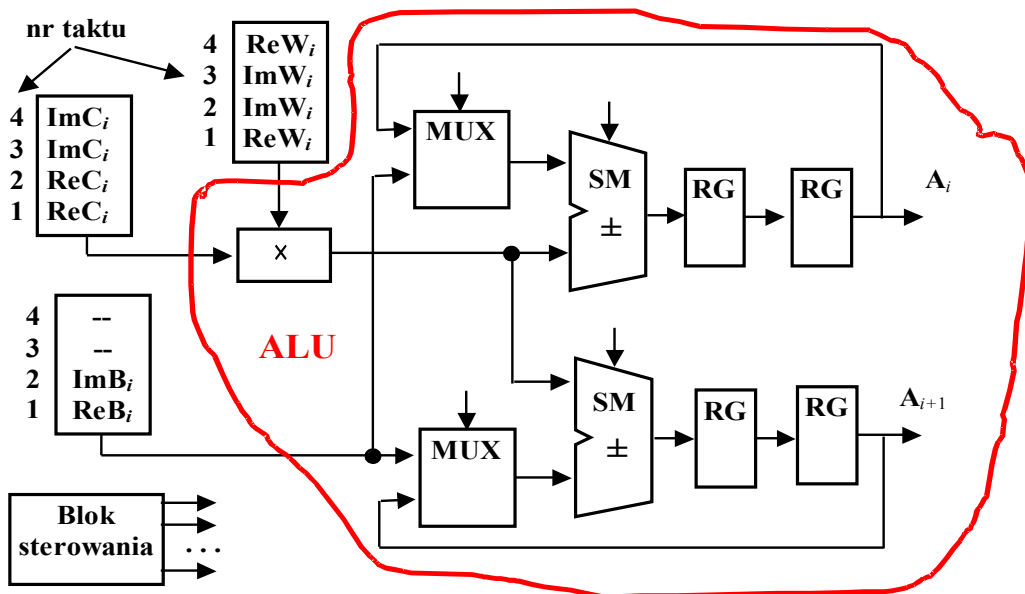 nr taktu
4 ReWi
3 ImWi
2 ImWi
1 ReWi
4 ImCi
3 ImCi
2 ReCi
1 ReCi
×
MUX
SM
±
RG
RG
Ai
4 --
3 --
2 ImBi
1 ReBi
ALU
MUX
SM
±
RG
RG
Ai+1
Blok
sterowania
...